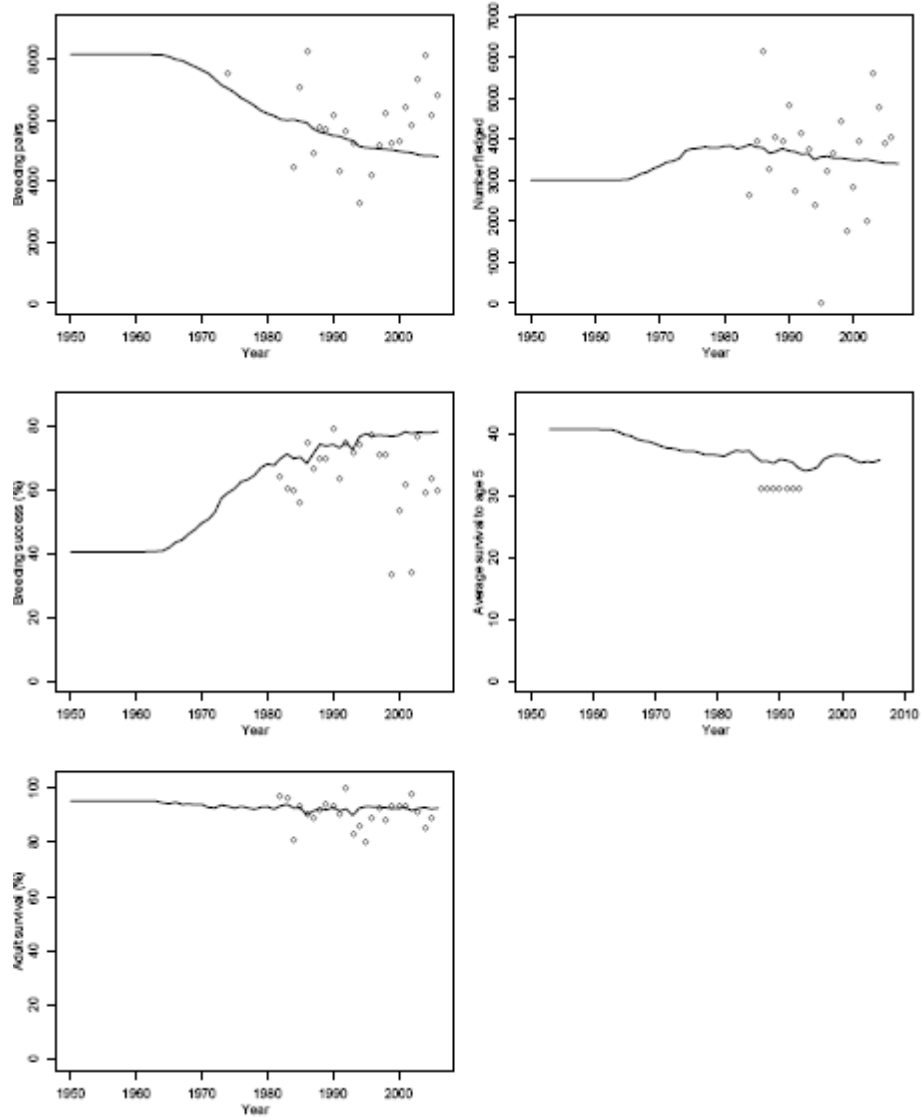 Breeding pairs
8000
6000
4000
2000
0
1950 1960 1970 1980 1990 2000
Year
Number fledged
7000
6000
5000
4000
3000
2000
1000
0
1950 1960 1970 1980 1990 2000
Year
Breeding success (%)
80
60
40
20
0
1950 1960 1970 1980 1990 2000
Year
Average survival to age 5
40
30
20
10
0
1950 1960 1970 1980 1990 2000 2010
Year
Adult survival (%)
100
80
60
40
20
0
1950 1960 1970 1980 1990 2000
Year